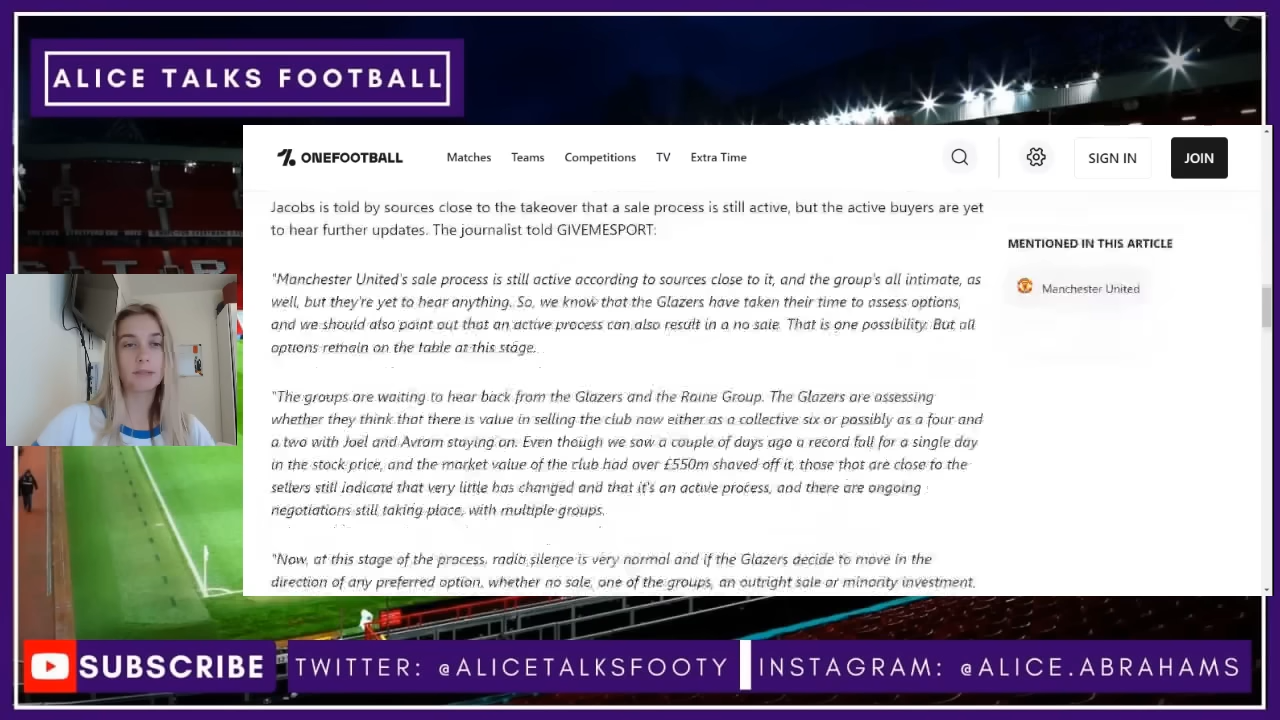 ALICE TALKS FOOTBALL
ONEFOOTBALL
Matches Teams Competitions TV Extra Time
SIGN IN
JOIN
Jacobs is told by sources close to the takeover that a sale process is still active, but the active buyers are yet
to hear further updates. The journalist told GIVEMESPORT:
MENTIONED IN THIS ARTICLE
Manchester United
"Manchester United's sale process is still active according to sources close to it, and the group's all intimate, as
well, but they're yet to hear anything. So, we know that the Glazers have taken their time to assess options,
and we should also point out that an active process can also result in a no sale. That is one possibility. But all
options remain on the table at this stage.
"The groups are waiting to hear back from the Glazers and the Raine Group. The Glazers are assessing
whether they think that there is value in selling the club now either as a collective six or possibly as a four and
a two with Joel and Avram staying on. Even though we saw a couple of days ago a record fall for a single day
in the stock price, and the market value of the club had over £550m shaved off it, those that are close to the
sellers still indicate that very little has changed and that it's an active process, and there are ongoing
negotiations still taking place, with multiple groups.
"Now, at this stage of the process, radio silence is very normal and if the Glazers decide to move in the
direction of any preferred option, whether no sale, one of the groups, an outright sale or minority investment,
SUBSCRIBE
TWITTER: @ALICETALKSFOOTY
INSTAGRAM: @ALICE.ABRAHAMS